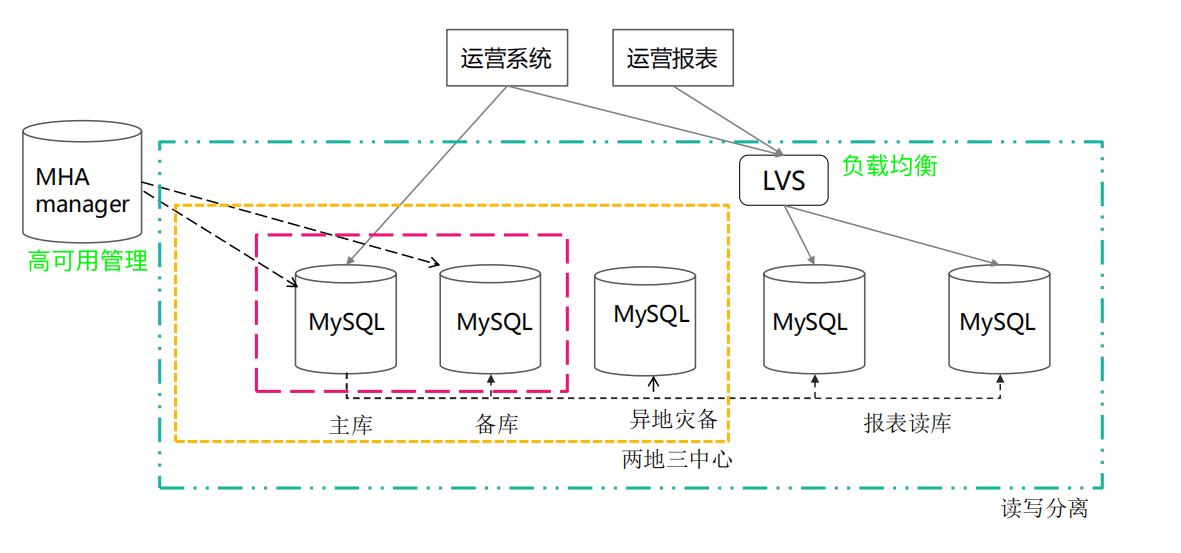 运营系统
运营报表
MHA
manager
高可用管理
LVS
负载均衡
MySQL
MySQL
MySQL
MySQL
MySQL
主库
备库
异地灾备
报表读库
两地三中心
读写分离